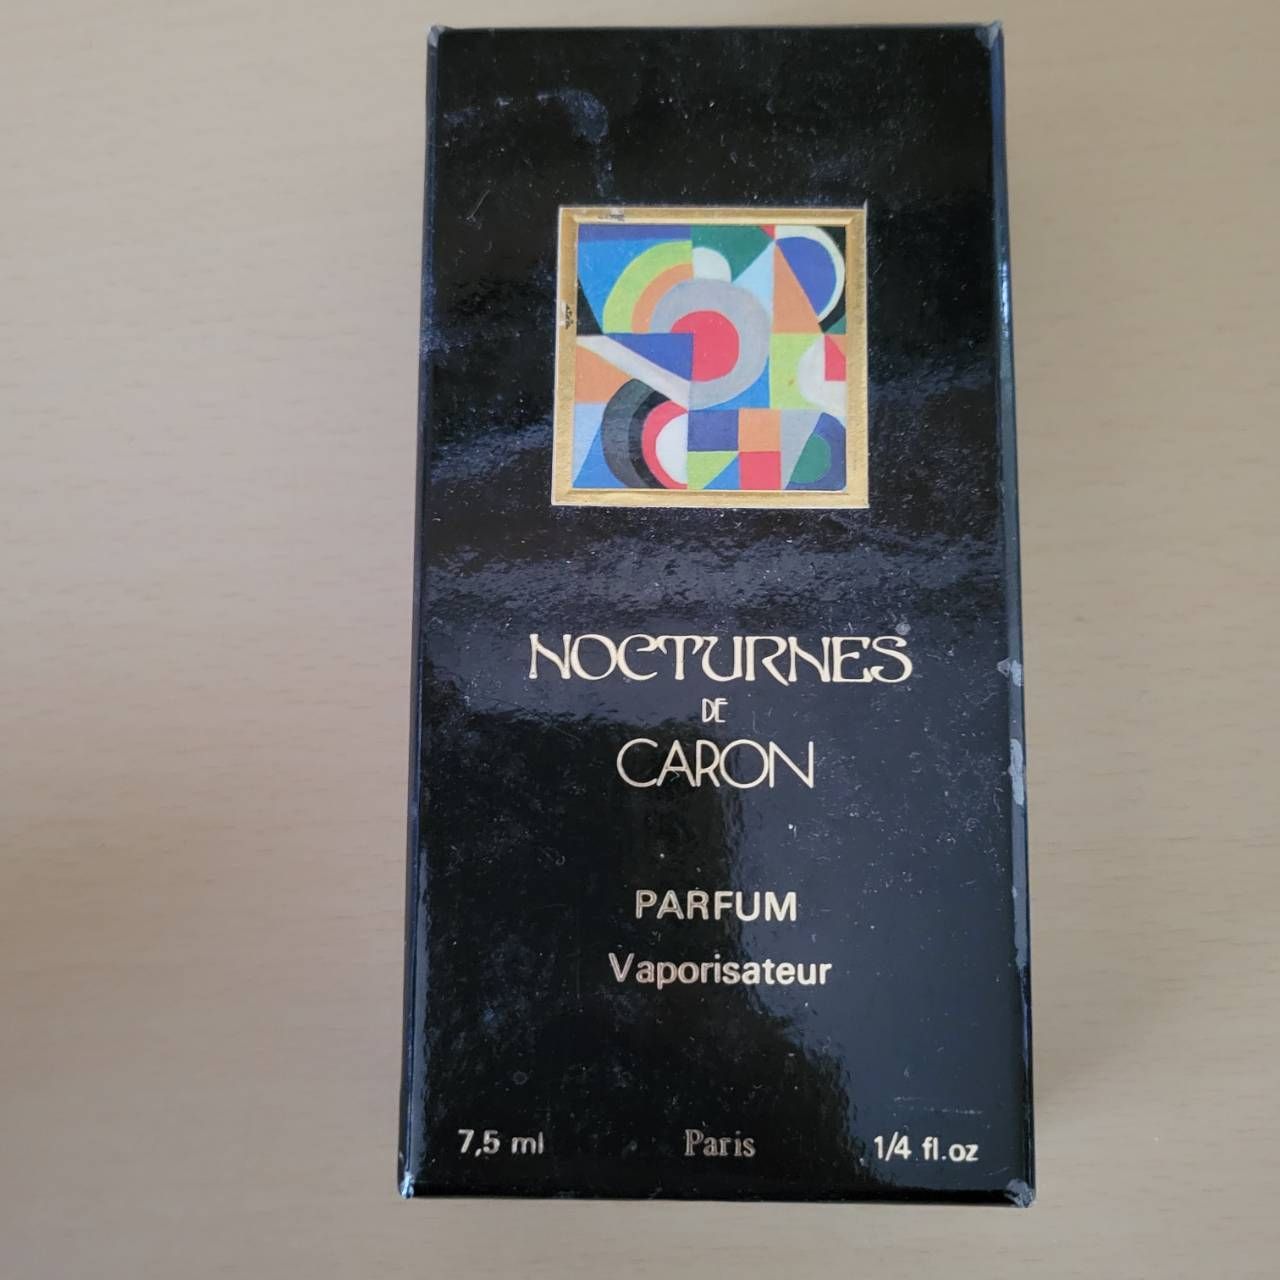 NOCTURNES
DE
CARON
PARFUM
Vaporisateur
7,5 ml Paris 1/4 fl.oz